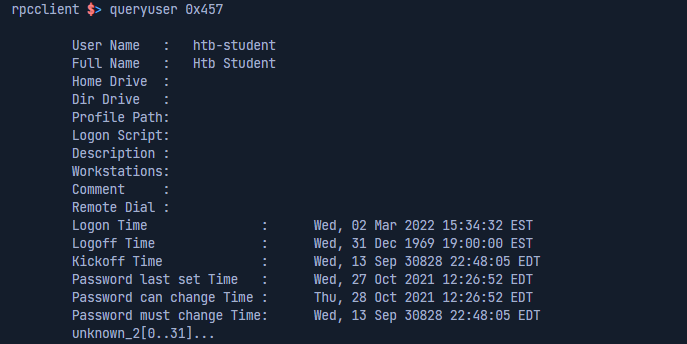 rpcclient $> queryuser 0x457
User Name   :   htb-student
Full Name   :   Htb Student
Home Drive  :
Dir Drive   :
Profile Path:
Logon Script:
Description :
Workstations:
Comment     :
Remote Dial :
Logon Time               :      Wed, 02 Mar 2022 15:34:32 EST
Logoff Time              :      Wed, 31 Dec 1969 19:00:00 EST
Kickoff Time             :      Wed, 13 Sep 30828 22:48:05 EDT
Password last set Time   :      Wed, 27 Oct 2021 12:26:52 EDT
Password can change Time :      Thu, 28 Oct 2021 12:26:52 EDT
Password must change Time:      Wed, 13 Sep 30828 22:48:05 EDT
unknown_2[0..31]...